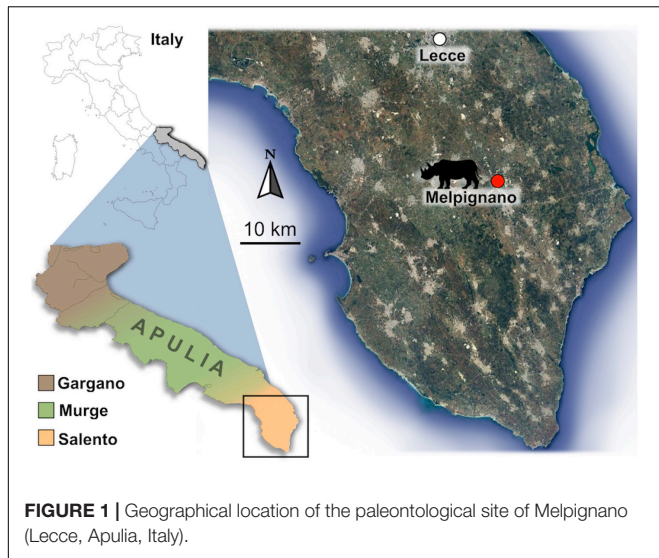 Italy
Lecce
N
Melpignano
10 km
APULIA
Gargano
Murge
Salento
FIGURE 1 | Geographical location of the paleontological site of Melpignano
(Lecce, Apulia, Italy).